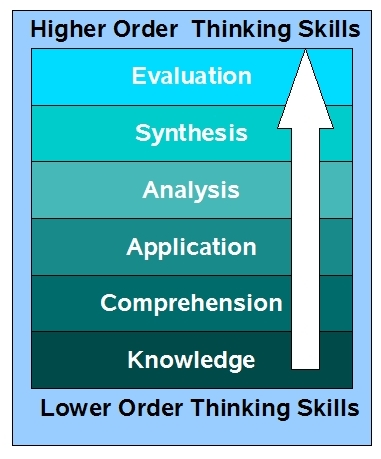 Higher Order Thinking Skills
Evaluation
Synthesis
Analysis
Application
Comprehension
Knowledge
Lower Order Thinking Skills